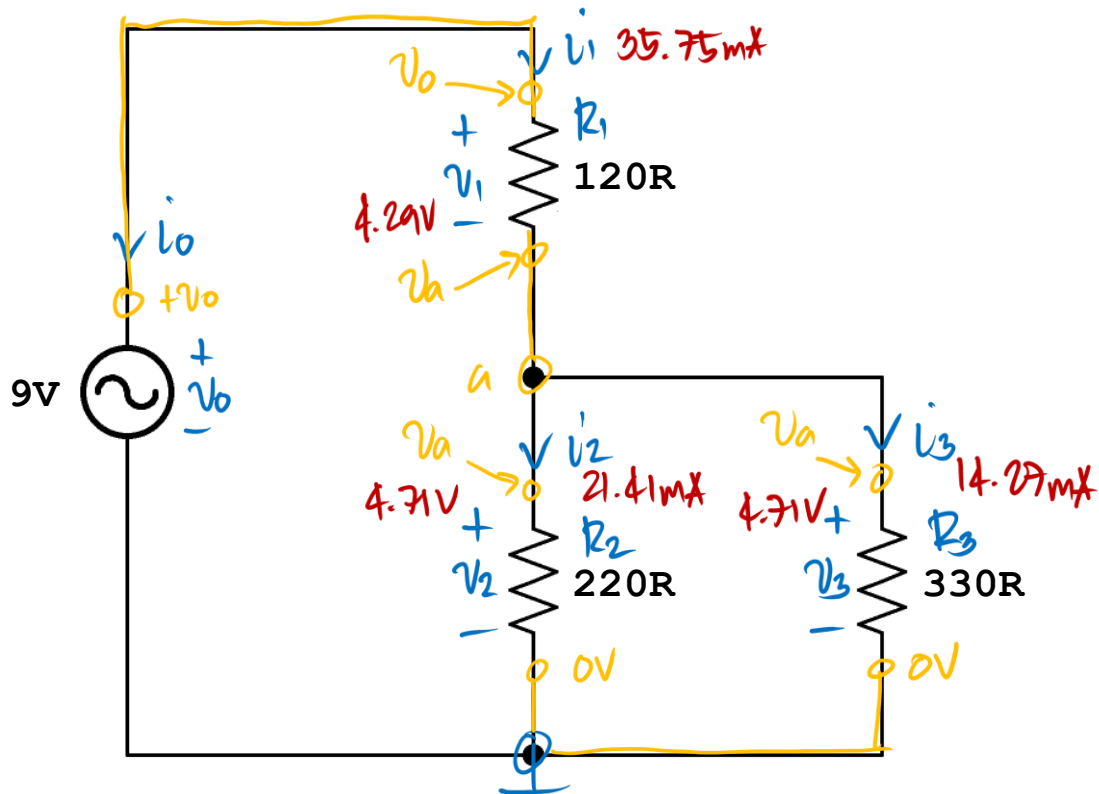 i1 35.75mA
v0
+
R1
v1
120R
4.29V
−
i0
va
+v0
+
9V
v0
a
−
va
i2
va
i3
4.71V
21.41mA
4.71V
14.27mA
+
R2
+
R3
v2
220R
v3
330R
−
−
0V
0V